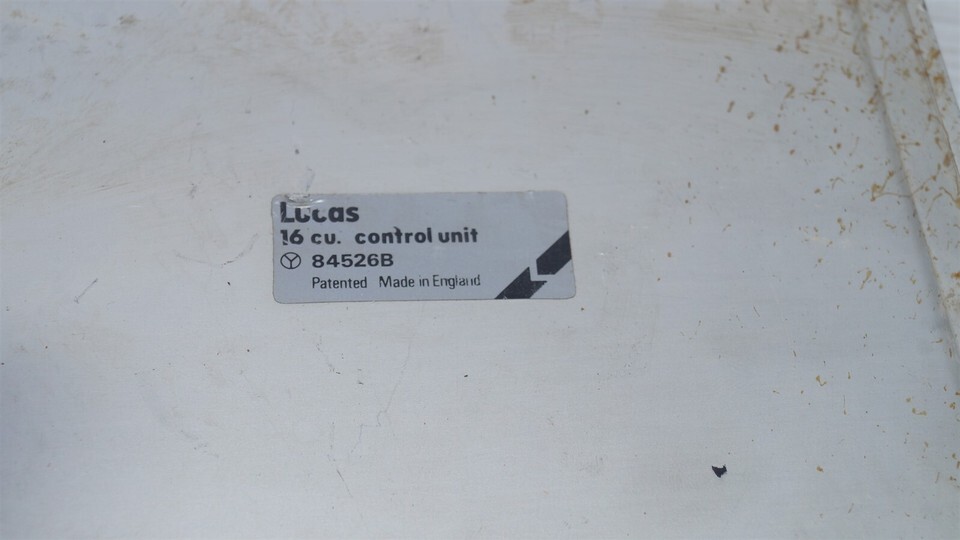 Lucas
16 cu. control unit
84526B
Patented Made in England